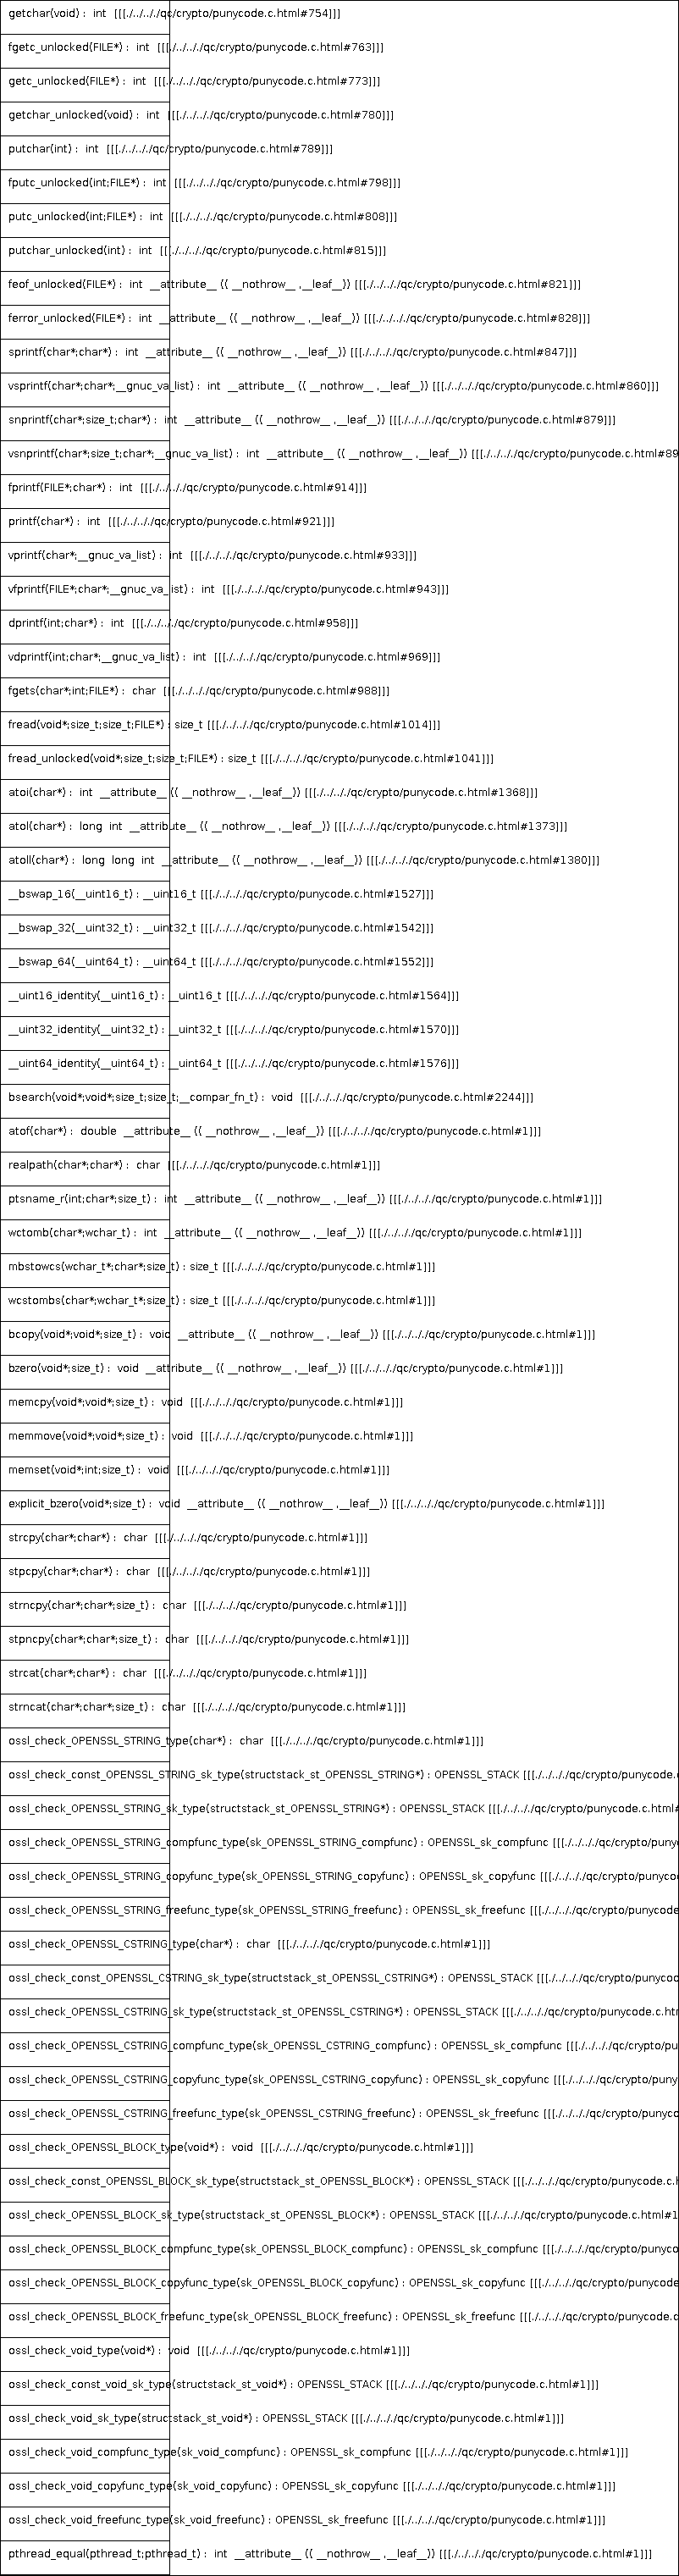 getchar(void) : int [[[./../../qc/crypto/punycode.c.html#754]]]
fgetc_unlocked(FILE*) : int [[[./../../qc/crypto/punycode.c.html#763]]]
getc_unlocked(FILE*) : int [[[./../../qc/crypto/punycode.c.html#773]]]
getchar_unlocked(void) : int [[[./../../qc/crypto/punycode.c.html#780]]]
putchar(int) : int [[[./../../qc/crypto/punycode.c.html#789]]]
fputc_unlocked(int;FILE*) : int [[[./../../qc/crypto/punycode.c.html#798]]]
putc_unlocked(int;FILE*) : int [[[./../../qc/crypto/punycode.c.html#808]]]
putchar_unlocked(int) : int [[[./../../qc/crypto/punycode.c.html#815]]]
feof_unlocked(FILE*) : int __attribute__ (( __nothrow__ ,__leaf__)) [[[./../../qc/crypto/punycode.c.html#821]]]
ferror_unlocked(FILE*) : int __attribute__ (( __nothrow__ ,__leaf__)) [[[./../../qc/crypto/punycode.c.html#828]]]
sprintf(char*;char*) : int __attribute__ (( __nothrow__ ,__leaf__)) [[[./../../qc/crypto/punycode.c.html#847]]]
vsprintf(char*;char*;__gnuc_va_list) : int __attribute__ (( __nothrow__ ,__leaf__)) [[[./../../qc/crypto/punycode.c.html#860]]]
snprintf(char*;size_t;char*) : int __attribute__ (( __nothrow__ ,__leaf__)) [[[./../../qc/crypto/punycode.c.html#879]]]
vsnprintf(char*;size_t;char*;__gnuc_va_list) : int __attribute__ (( __nothrow__ ,__leaf__)) [[[./../../qc/crypto/punycode.c.html#89
fprintf(FILE*;char*) : int [[[./../../qc/crypto/punycode.c.html#914]]]
printf(char*) : int [[[./../../qc/crypto/punycode.c.html#921]]]
vprintf(char*;__gnuc_va_list) : int [[[./../../qc/crypto/punycode.c.html#933]]]
vfprintf(FILE*;char*;__gnuc_va_list) : int [[[./../../qc/crypto/punycode.c.html#943]]]
dprintf(int;char*) : int [[[./../../qc/crypto/punycode.c.html#958]]]
vdprintf(int;char*;__gnuc_va_list) : int [[[./../../qc/crypto/punycode.c.html#969]]]
fgets(char*;int;FILE*) : char [[[./../../qc/crypto/punycode.c.html#988]]]
fread(void*;size_t;size_t;FILE*) : size_t [[[./../../qc/crypto/punycode.c.html#1014]]]
fread_unlocked(void*;size_t;size_t;FILE*) : size_t [[[./../../qc/crypto/punycode.c.html#1041]]]
atoi(char*) : int __attribute__ (( __nothrow__ ,__leaf__)) [[[./../../qc/crypto/punycode.c.html#1368]]]
atol(char*) : long int __attribute__ (( __nothrow__ ,__leaf__)) [[[./../../qc/crypto/punycode.c.html#1373]]]
atoll(char*) : long long int __attribute__ (( __nothrow__ ,__leaf__)) [[[./../../qc/crypto/punycode.c.html#1380]]]
__bswap_16(__uint16_t) : __uint16_t [[[./../../qc/crypto/punycode.c.html#1527]]]
__bswap_32(__uint32_t) : __uint32_t [[[./../../qc/crypto/punycode.c.html#1542]]]
__bswap_64(__uint64_t) : __uint64_t [[[./../../qc/crypto/punycode.c.html#1552]]]
__uint16_identity(__uint16_t) : __uint16_t [[[./../../qc/crypto/punycode.c.html#1564]]]
__uint32_identity(__uint32_t) : __uint32_t [[[./../../qc/crypto/punycode.c.html#1570]]]
__uint64_identity(__uint64_t) : __uint64_t [[[./../../qc/crypto/punycode.c.html#1576]]]
bsearch(void*;void*;size_t;size_t;__compar_fn_t) : void [[[./../../qc/crypto/punycode.c.html#2244]]]
atof(char*) : double __attribute__ (( __nothrow__ ,__leaf__)) [[[./../../qc/crypto/punycode.c.html#1]]]
realpath(char*;char*) : char [[[./../../qc/crypto/punycode.c.html#1]]]
ptsname_r(int;char*;size_t) : int __attribute__ (( __nothrow__ ,__leaf__)) [[[./../../qc/crypto/punycode.c.html#1]]]
wctomb(char*;wchar_t) : int __attribute__ (( __nothrow__ ,__leaf__)) [[[./../../qc/crypto/punycode.c.html#1]]]
mbstowcs(wchar_t*;char*;size_t) : size_t [[[./../../qc/crypto/punycode.c.html#1]]]
wcstombs(char*;wchar_t*;size_t) : size_t [[[./../../qc/crypto/punycode.c.html#1]]]
bcopy(void*;void*;size_t) : void __attribute__ (( __nothrow__ ,__leaf__)) [[[./../../qc/crypto/punycode.c.html#1]]]
bzero(void*;size_t) : void __attribute__ (( __nothrow__ ,__leaf__)) [[[./../../qc/crypto/punycode.c.html#1]]]
memcpy(void*;void*;size_t) : void [[[./../../qc/crypto/punycode.c.html#1]]]
memmove(void*;void*;size_t) : void [[[./../../qc/crypto/punycode.c.html#1]]]
memset(void*;int;size_t) : void [[[./../../qc/crypto/punycode.c.html#1]]]
explicit_bzero(void*;size_t) : void __attribute__ (( __nothrow__ ,__leaf__)) [[[./../../qc/crypto/punycode.c.html#1]]]
strcpy(char*;char*) : char [[[./../../qc/crypto/punycode.c.html#1]]]
stpcpy(char*;char*) : char [[[./../../qc/crypto/punycode.c.html#1]]]
strncpy(char*;char*;size_t) : char [[[./../../qc/crypto/punycode.c.html#1]]]
stpncpy(char*;char*;size_t) : char [[[./../../qc/crypto/punycode.c.html#1]]]
strcat(char*;char*) : char [[[./../../qc/crypto/punycode.c.html#1]]]
strncat(char*;char*;size_t) : char [[[./../../qc/crypto/punycode.c.html#1]]]
ossl_check_OPENSSL_STRING_type(char*) : char [[[./../../qc/crypto/punycode.c.html#1]]]
ossl_check_const_OPENSSL_STRING_sk_type(structstack_st_OPENSSL_STRING*) : OPENSSL_STACK [[[./../../qc/crypto/punycode.c
ossl_check_OPENSSL_STRING_sk_type(structstack_st_OPENSSL_STRING*) : OPENSSL_STACK [[[./../../qc/crypto/punycode.c.html#
ossl_check_OPENSSL_STRING_compfunc_type(sk_OPENSSL_STRING_compfunc) : OPENSSL_sk_compfunc [[[./../../qc/crypto/puny
ossl_check_OPENSSL_STRING_copyfunc_type(sk_OPENSSL_STRING_copyfunc) : OPENSSL_sk_copyfunc [[[./../../qc/crypto/punyco
ossl_check_OPENSSL_STRING_freefunc_type(sk_OPENSSL_STRING_freefunc) : OPENSSL_sk_freefunc [[[./../../qc/crypto/punycode
ossl_check_OPENSSL_CSTRING_type(char*) : char [[[./../../qc/crypto/punycode.c.html#1]]]
ossl_check_const_OPENSSL_CSTRING_sk_type(structstack_st_OPENSSL_CSTRING*) : OPENSSL_STACK [[[./../../qc/crypto/punycod
ossl_check_OPENSSL_CSTRING_sk_type(structstack_st_OPENSSL_CSTRING*) : OPENSSL_STACK [[[./../../qc/crypto/punycode.c.htm
ossl_check_OPENSSL_CSTRING_compfunc_type(sk_OPENSSL_CSTRING_compfunc) : OPENSSL_sk_compfunc [[[./../../qc/crypto/pu
ossl_check_OPENSSL_CSTRING_copyfunc_type(sk_OPENSSL_CSTRING_copyfunc) : OPENSSL_sk_copyfunc [[[./../../qc/crypto/puny
ossl_check_OPENSSL_CSTRING_freefunc_type(sk_OPENSSL_CSTRING_freefunc) : OPENSSL_sk_freefunc [[[./../../qc/crypto/punyco
ossl_check_OPENSSL_BLOCK_type(void*) : void [[[./../../qc/crypto/punycode.c.html#1]]]
ossl_check_const_OPENSSL_BLOCK_sk_type(structstack_st_OPENSSL_BLOCK*) : OPENSSL_STACK [[[./../../qc/crypto/punycode.c.h
ossl_check_OPENSSL_BLOCK_sk_type(structstack_st_OPENSSL_BLOCK*) : OPENSSL_STACK [[[./../../qc/crypto/punycode.c.html#1
ossl_check_OPENSSL_BLOCK_compfunc_type(sk_OPENSSL_BLOCK_compfunc) : OPENSSL_sk_compfunc [[[./../../qc/crypto/punyco
ossl_check_OPENSSL_BLOCK_copyfunc_type(sk_OPENSSL_BLOCK_copyfunc) : OPENSSL_sk_copyfunc [[[./../../qc/crypto/punycode
ossl_check_OPENSSL_BLOCK_freefunc_type(sk_OPENSSL_BLOCK_freefunc) : OPENSSL_sk_freefunc [[[./../../qc/crypto/punycode.c
ossl_check_void_type(void*) : void [[[./../../qc/crypto/punycode.c.html#1]]]
ossl_check_const_void_sk_type(structstack_st_void*) : OPENSSL_STACK [[[./../../qc/crypto/punycode.c.html#1]]]
ossl_check_void_sk_type(structstack_st_void*) : OPENSSL_STACK [[[./../../qc/crypto/punycode.c.html#1]]]
ossl_check_void_compfunc_type(sk_void_compfunc) : OPENSSL_sk_compfunc [[[./../../qc/crypto/punycode.c.html#1]]]
ossl_check_void_copyfunc_type(sk_void_copyfunc) : OPENSSL_sk_copyfunc [[[./../../qc/crypto/punycode.c.html#1]]]
ossl_check_void_freefunc_type(sk_void_freefunc) : OPENSSL_sk_freefunc [[[./../../qc/crypto/punycode.c.html#1]]]
pthread_equal(pthread_t;pthread_t) : int __attribute__ (( __nothrow__ ,__leaf__)) [[[./../../qc/crypto/punycode.c.html#1]]]